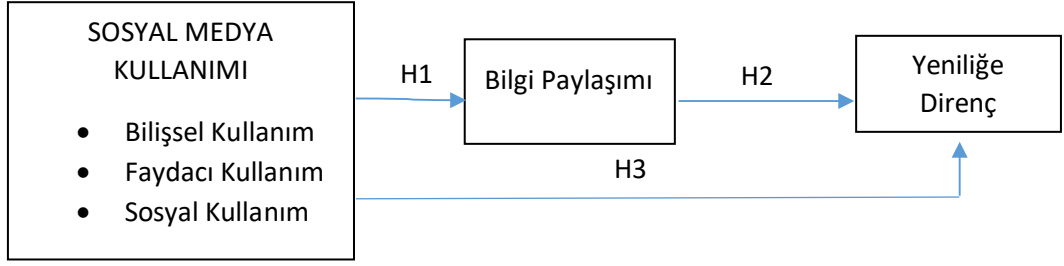 SOSYAL MEDYA
KULLANIMI
• Bilişsel Kullanım
• Faydacı Kullanım
• Sosyal Kullanım
H1
Bilgi Paylaşımı
H2
Yeniliğe
Direnç
H3